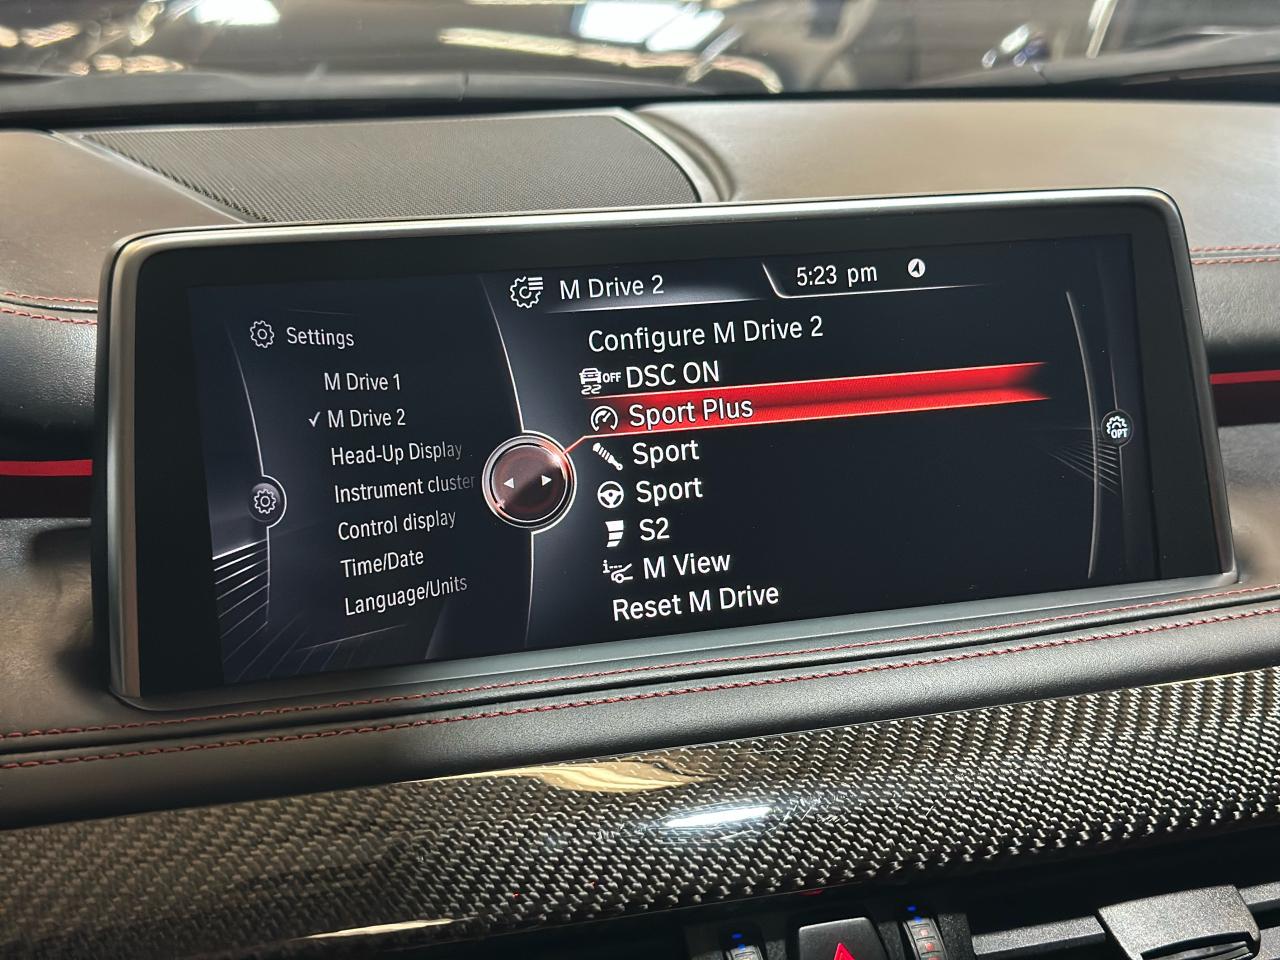 M Drive 2
5:23 pm
Settings
M Drive 1
✓ M Drive 2
Head-Up Display
Instrument cluster
Control display
Time/Date
Language/Units
Configure M Drive 2
OFF DSC ON
Sport Plus
Sport
Sport
S2
M View
Reset M Drive
OPT